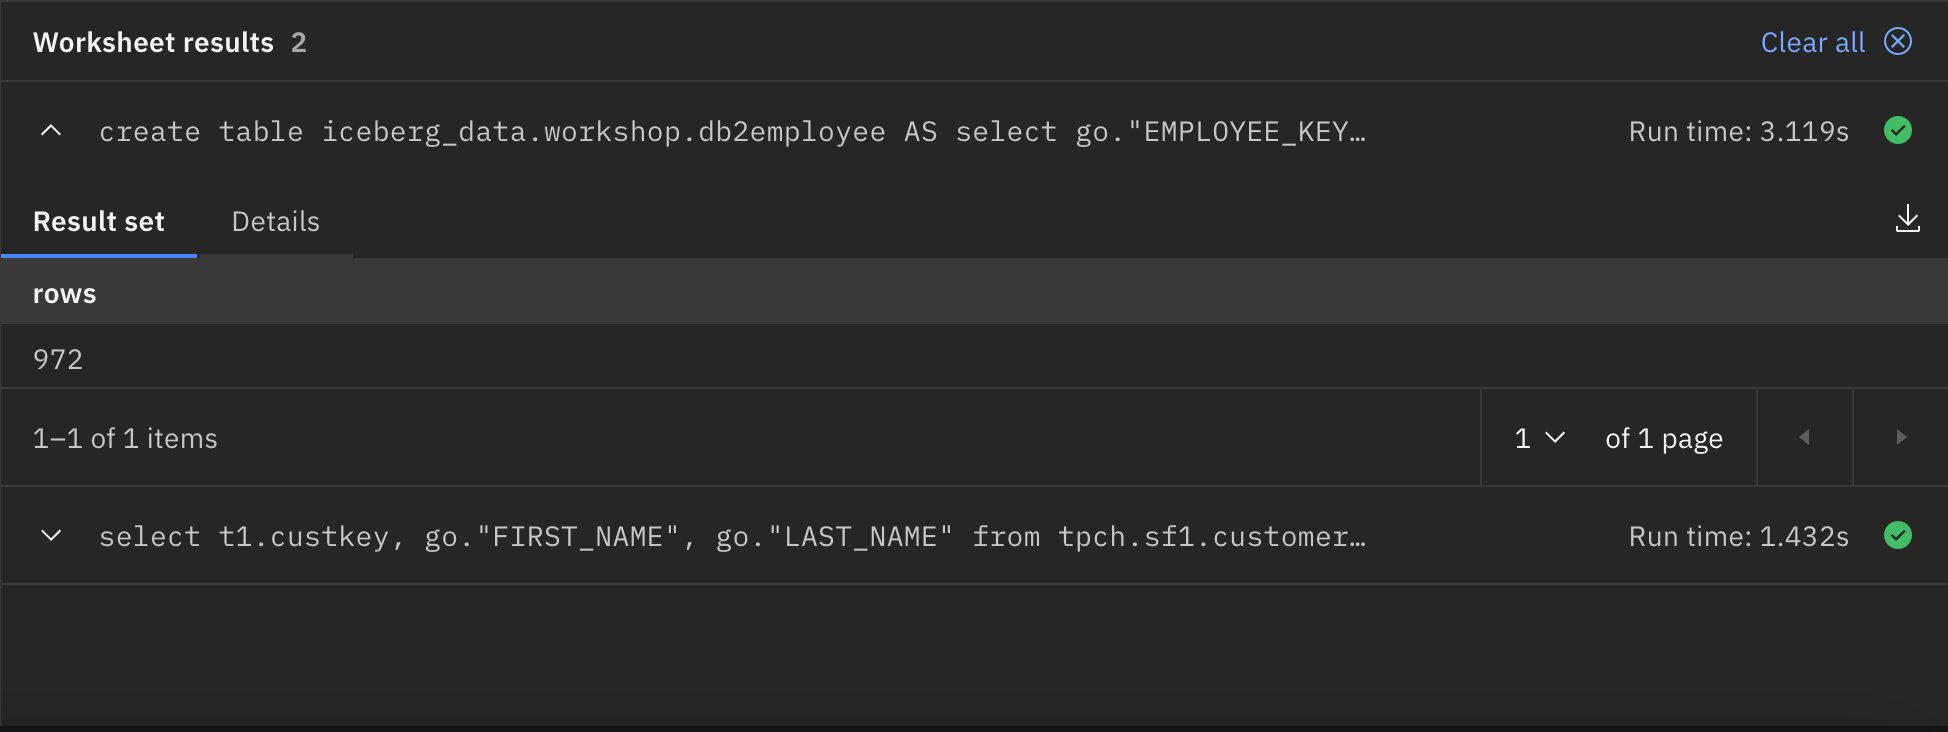 Worksheet results 2
Clear all
create table iceberg_data.workshop.db2employee AS select go."EMPLOYEE_KEY…
Run time: 3.119s
Result set
Details
rows
972
1–1 of 1 items
1
of 1 page
select t1.custkey, go."FIRST_NAME", go."LAST_NAME" from tpch.sf1.customer…
Run time: 1.432s